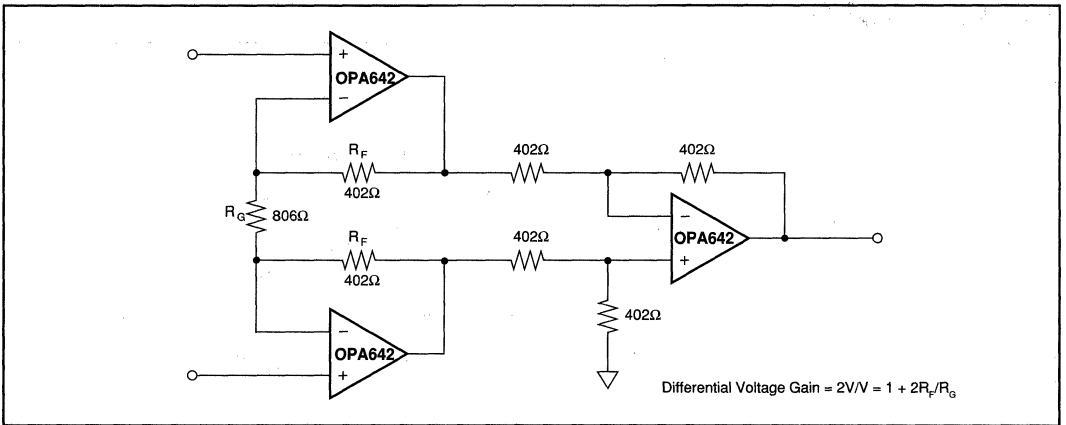 +
OPA642
−
R_F
402Ω
402Ω
402Ω
R_G 806Ω
−
OPA642
+
R_F
402Ω
402Ω
402Ω
−
OPA642
+
Differential Voltage Gain = 2V/V = 1 + 2R_F/R_G